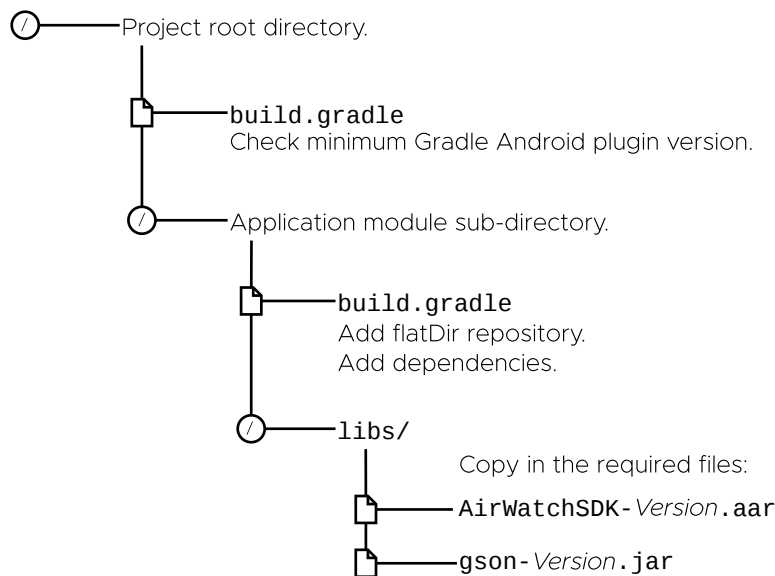 / Project root directory.
build.gradle
Check minimum Gradle Android plugin version.
/ Application module sub-directory.
build.gradle
Add flatDir repository.
Add dependencies.
/ libs/
Copy in the required files:
AirWatchSDK-Version.aar
gson-Version.jar